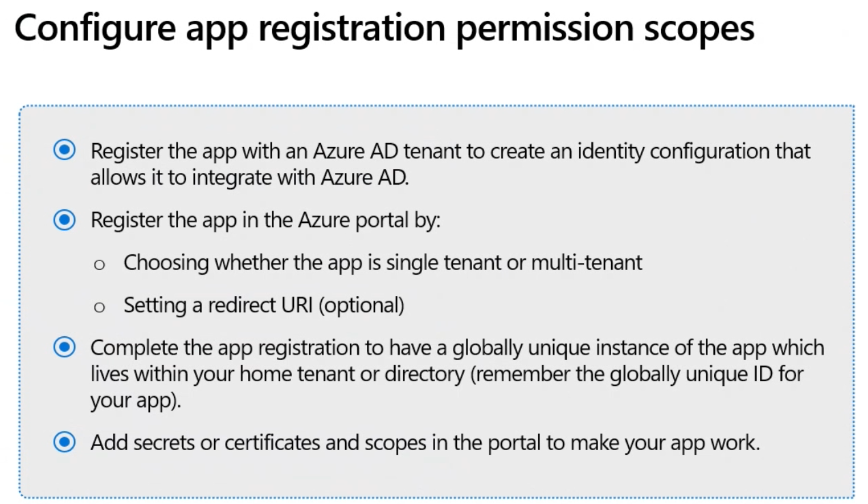 Configure app registration permission scopes
Register the app with an Azure AD tenant to create an identity configuration that
allows it to integrate with Azure AD.
Register the app in the Azure portal by:
Choosing whether the app is single tenant or multi-tenant
Setting a redirect URI (optional)
Complete the app registration to have a globally unique instance of the app which
lives within your home tenant or directory (remember the globally unique ID for
your app).
Add secrets or certificates and scopes in the portal to make your app work.